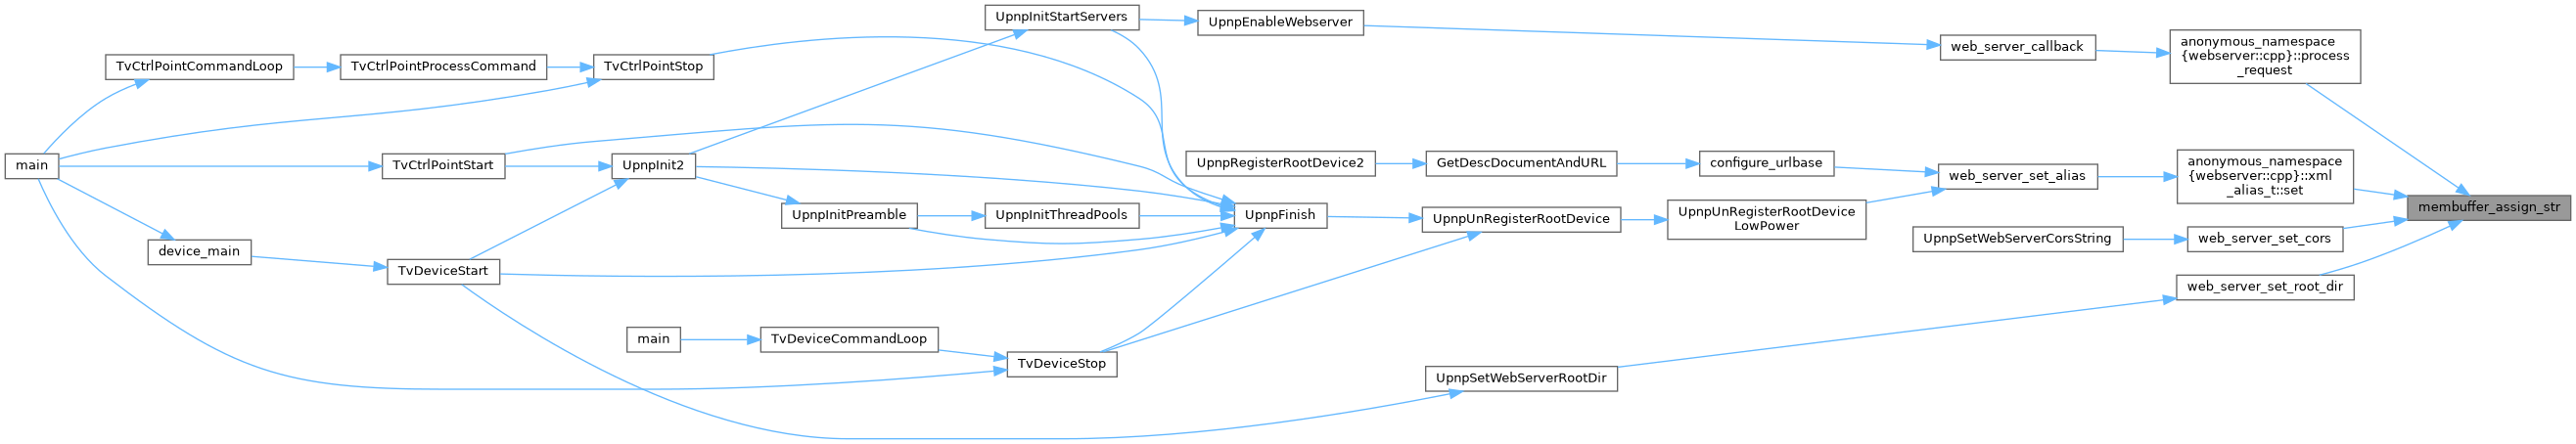 UpnpInitStartServers
UpnpEnableWebserver
anonymous_namespace
{webserver::cpp}::process
_request
web_server_callback
TvCtrlPointCommandLoop
TvCtrlPointProcessCommand
TvCtrlPointStop
main
TvCtrlPointStart
UpnpInit2
UpnpRegisterRootDevice2
GetDescDocumentAndURL
configure_urlbase
web_server_set_alias
anonymous_namespace
{webserver::cpp}::xml
_alias_t::set
membuffer_assign_str
UpnpInitPreamble
UpnpInitThreadPools
UpnpFinish
UpnpUnRegisterRootDevice
UpnpUnRegisterRootDevice
LowPower
UpnpSetWebServerCorsString
web_server_set_cors
device_main
TvDeviceStart
web_server_set_root_dir
main
TvDeviceCommandLoop
TvDeviceStop
UpnpSetWebServerRootDir